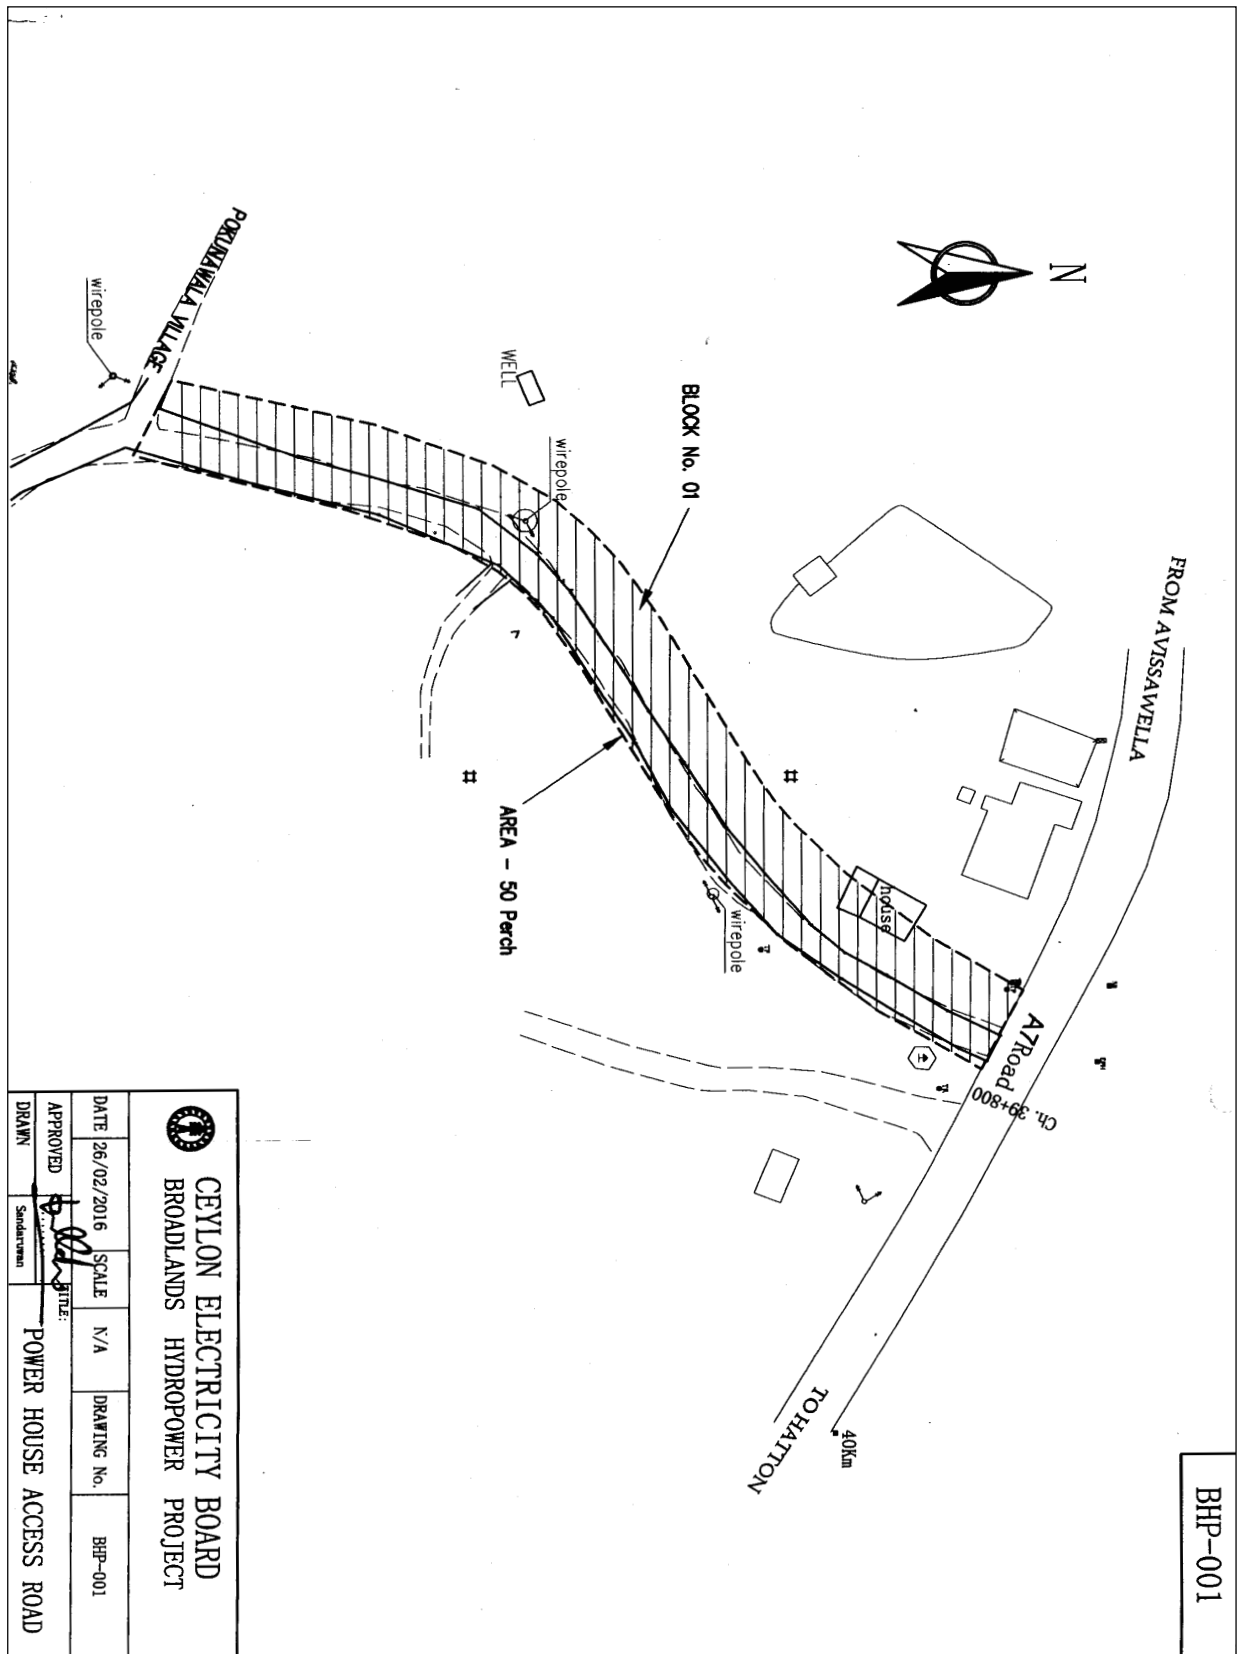 BHP-001
N
FROM AVISSAWELLA
BLOCK No. 01
POKUNAWALA VILLAGE
wirepole
WELL
wirepole
house
A7Road
Ch. 39+800
AREA - 50 Perch
wirepole
TO HATTON
40Km
CEYLON ELECTRICITY BOARD
BROADLANDS HYDROPOWER PROJECT
DATE 26/02/2016 SCALE N/A DRAWING No. BHP-001
APPROVED
TITLE:
DRAWN Sandaruwan
POWER HOUSE ACCESS ROAD